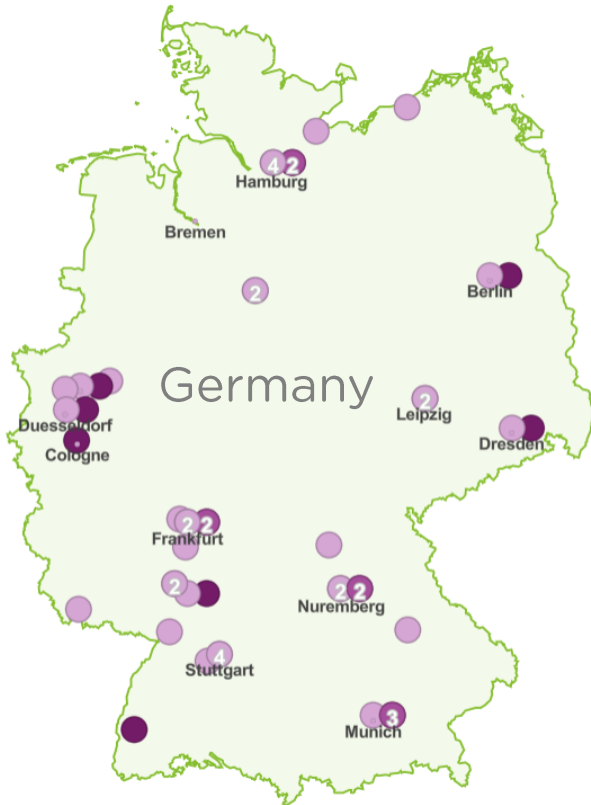 4 2
Hamburg
Bremen
2
Berlin
Germany
2
Leipzig
Duesseldorf
Dresden
Cologne
2 2
Frankfurt
2
2 2
Nuremberg
4
Stuttgart
3
Munich